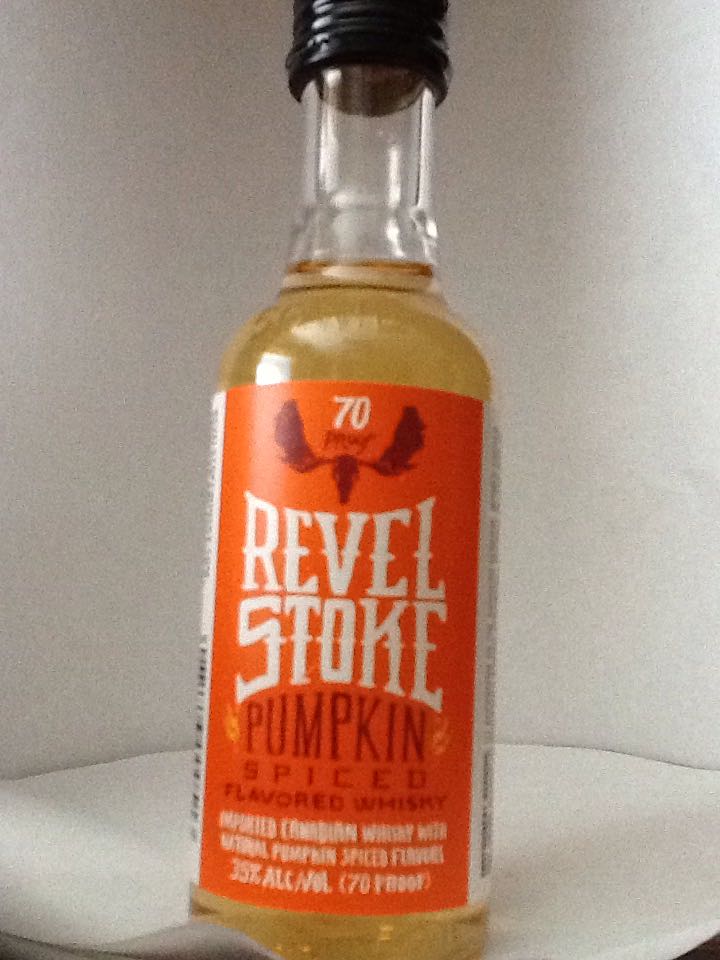 70
Proof
REVEL
STOKE
PUMPKIN
SPICED
FLAVORED WHISKY
IMPORTED CANADIAN WHISKY WITH
NATURAL PUMPKIN SPICED FLAVORS
35% ALC/VOL (70 PROOF)